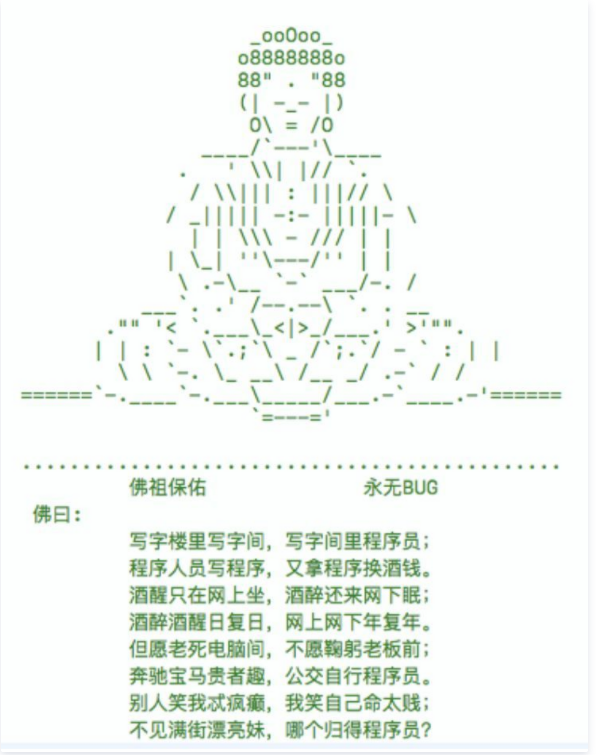 _ooOoo_
o8888888o
88" . "88
(| -_- |)
O\ = /O
____/`---'\____
.   ' \\| |// `.
/ \\||| : |||// \
/ _||||| -:- |||||- \
| | \\\ - /// | |
| \_| ''\---/'' | |
\ .-\__ `-` ___/-. /
___`. .' /--.--\ `. . __
."" '< `.___\_<|>_/___.' >'"".
| | : `- \`.;`\ _ /`;.`/ - ` : | |
\ \ `-. \_ __\ /__ _/ .-` / /
======`-.____`-.___\_____/___.-`____.-'======
`=---='
.............................................
佛祖保佑 永无BUG
佛曰:
写字楼里写字间，写字间里程序员；
程序人员写程序，又拿程序换酒钱。
酒醒只在网上坐，酒醉还来网下眠；
酒醉酒醒日复日，网上网下年复年。
但愿老死电脑间，不愿鞠躬老板前；
奔驰宝马贵者趣，公交自行程序员。
别人笑我忒疯癫，我笑自己命太贱；
不见满街漂亮妹，哪个归得程序员？